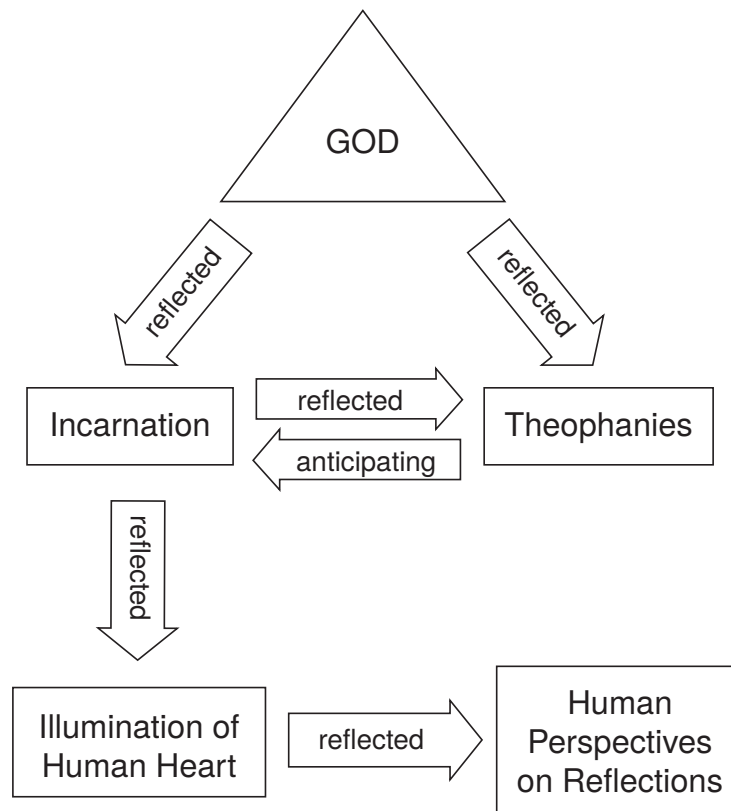 GOD
reflected
reflected
Incarnation
reflected
anticipating
Theophanies
reflected
Illumination of
Human Heart
reflected
Human
Perspectives
on Reflections